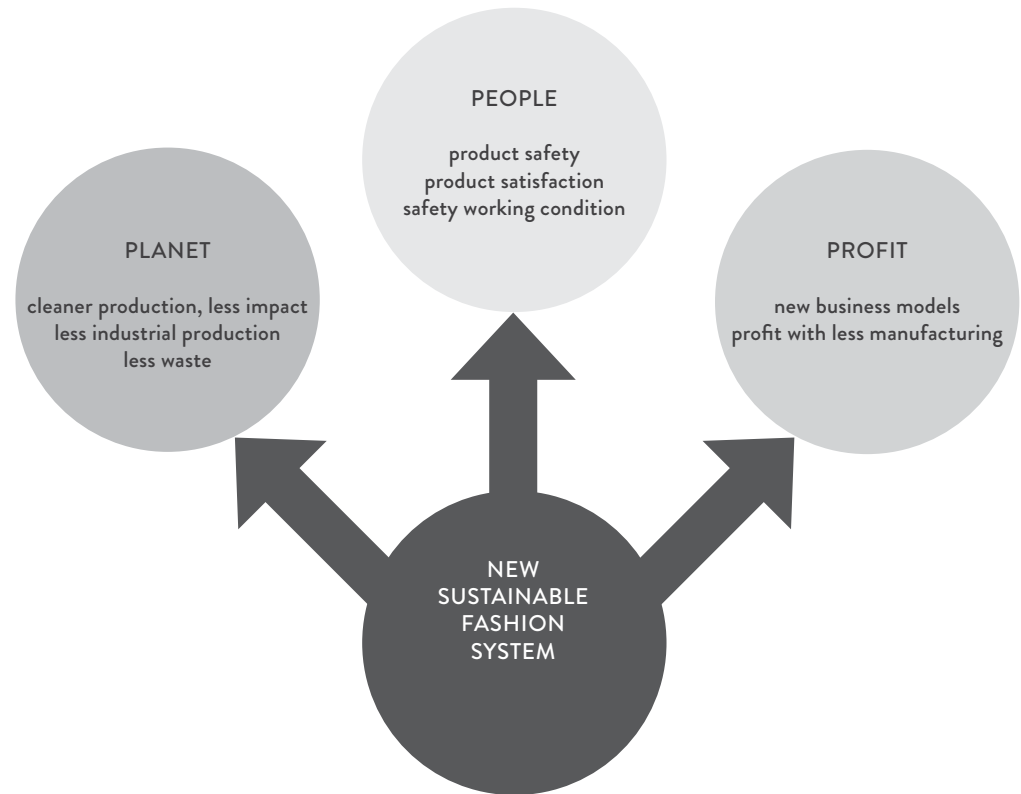 PEOPLE
product safety
product satisfaction
safety working condition
PLANET
cleaner production, less impact
less industrial production
less waste
PROFIT
new business models
profit with less manufacturing
NEW
SUSTAINABLE
FASHION
SYSTEM